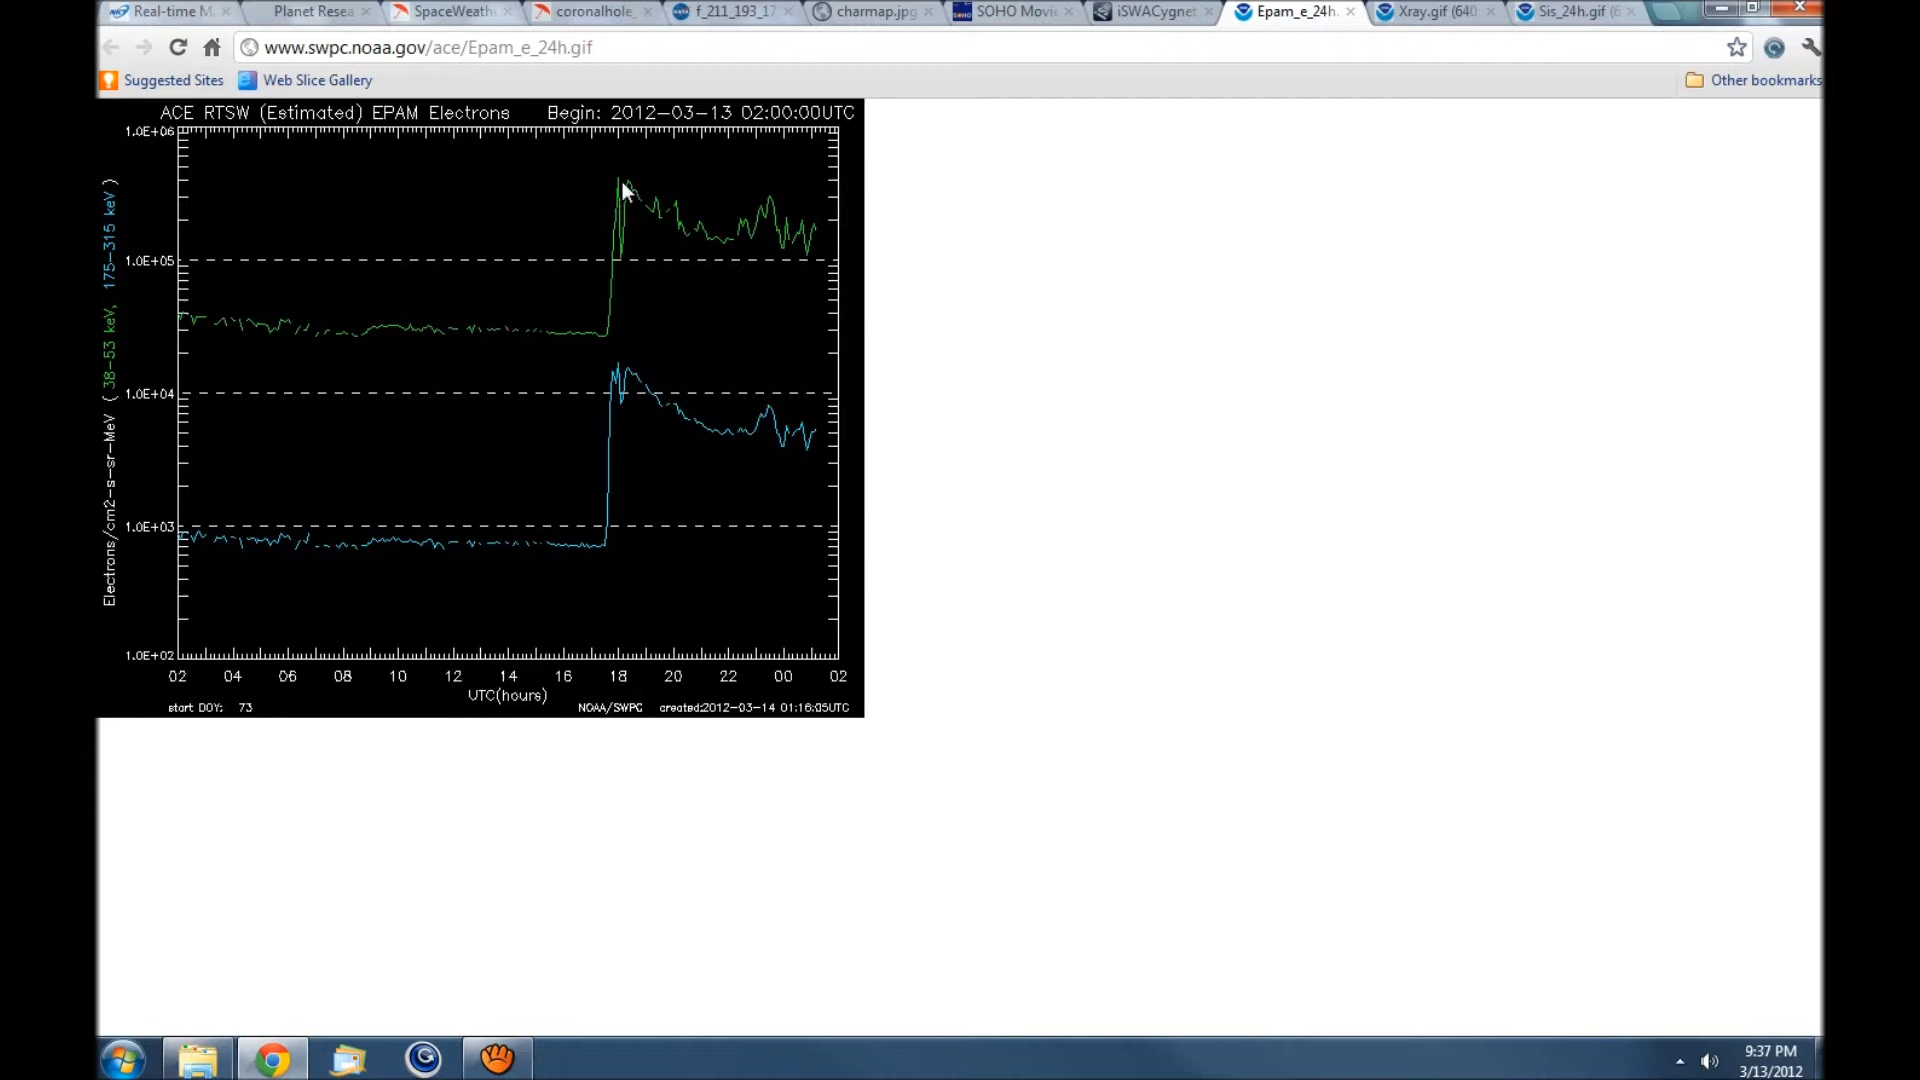 Real-time M
Planet Resea
SpaceWeath
coronalhole_
f_211_193_17
charmap.jpg
SOHO Movie
iSWACygnet
Epam_e_24h.
Xray.gif (640
Sis_24h.gif (6
www.swpc.noaa.gov/ace/Epam_e_24h.gif
Suggested Sites
Web Slice Gallery
Other bookmarks
ACE RTSW (Estimated) EPAM Electrons
Begin: 2012-03-13 02:00:00UTC
1.0E+06
1.0E+05
1.0E+04
1.0E+03
1.0E+02
Electrons/cm2-s-sr-MeV ( 38-53 keV, 175-315 keV )
02 04 06 08 10 12 14 16 18 20 22 00 02
UTC(hours)
start DOY: 73
NOAA/SWPC
created:2012-03-14 01:16:05UTC
9:37 PM
3/13/2012